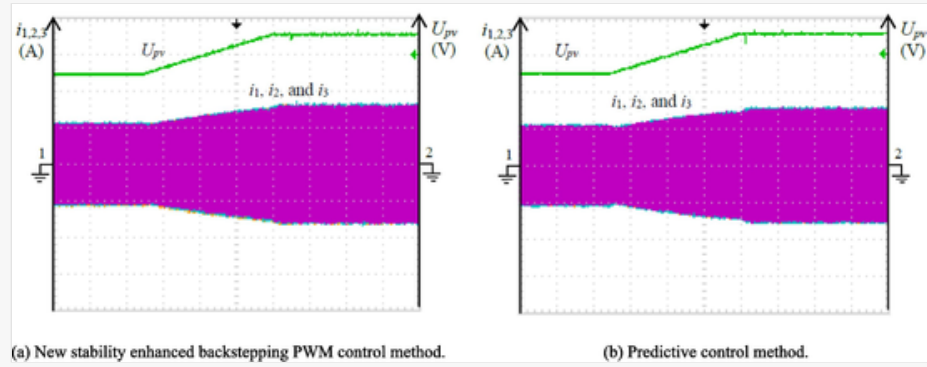 i1,2,3
(A)
Upv
(V)
Upv
i1, i2, and i3
1
2
(a) New stability enhanced backstepping PWM control method.
i1,2,3
(A)
Upv
(V)
Upv
i1, i2, and i3
1
2
(b) Predictive control method.